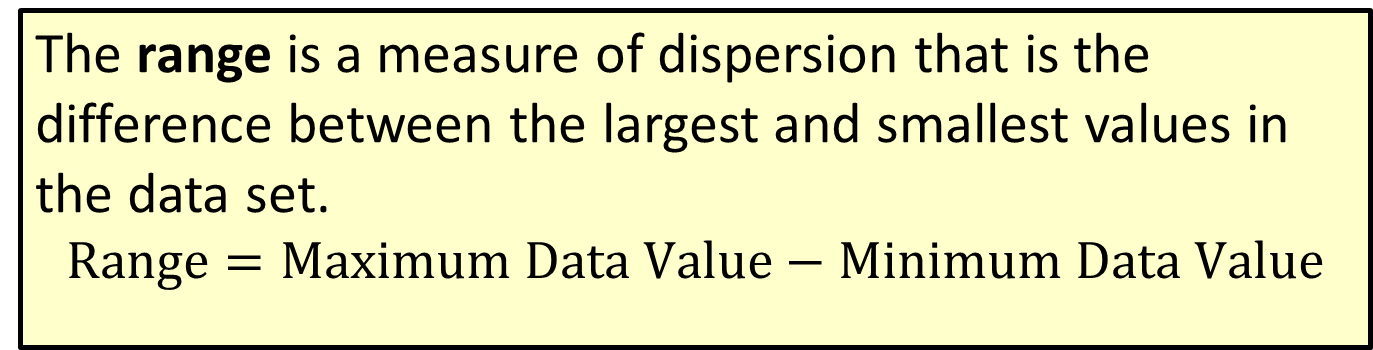 The range is a measure of dispersion that is the
difference between the largest and smallest values in
the data set.
Range = Maximum Data Value − Minimum Data Value